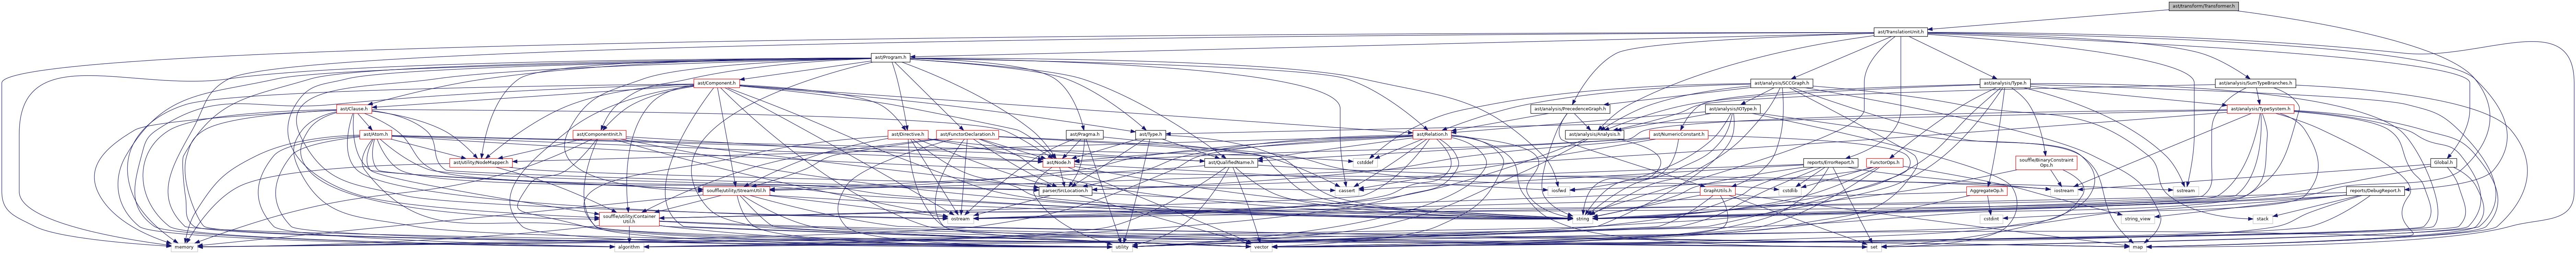 ast/transform/Transformer.h
ast/TranslationUnit.h
ast/Program.h
ast/Component.h
ast/analysis/SCCGraph.h
ast/analysis/Type.h
ast/analysis/SumTypeBranches.h
ast/Clause.h
ast/analysis/PrecedenceGraph.h
ast/analysis/IOType.h
ast/analysis/TypeSystem.h
ast/Atom.h
ast/ComponentInit.h
ast/Directive.h
ast/FunctorDeclaration.h
ast/Pragma.h
ast/Type.h
ast/Relation.h
ast/analysis/Analysis.h
ast/NumericConstant.h
ast/utility/NodeMapper.h
ast/Node.h
ast/QualifiedName.h
cstddef
reports/ErrorReport.h
FunctorOps.h
souffle/BinaryConstraint
Ops.h
Global.h
souffle/utility/StreamUtil.h
parser/SrcLocation.h
cassert
iosfwd
GraphUtils.h
cstdlib
AggregateOp.h
iostream
sstream
reports/DebugReport.h
souffle/utility/Container
Util.h
ostream
string
cstdint
string_view
stack
memory
algorithm
utility
vector
set
map